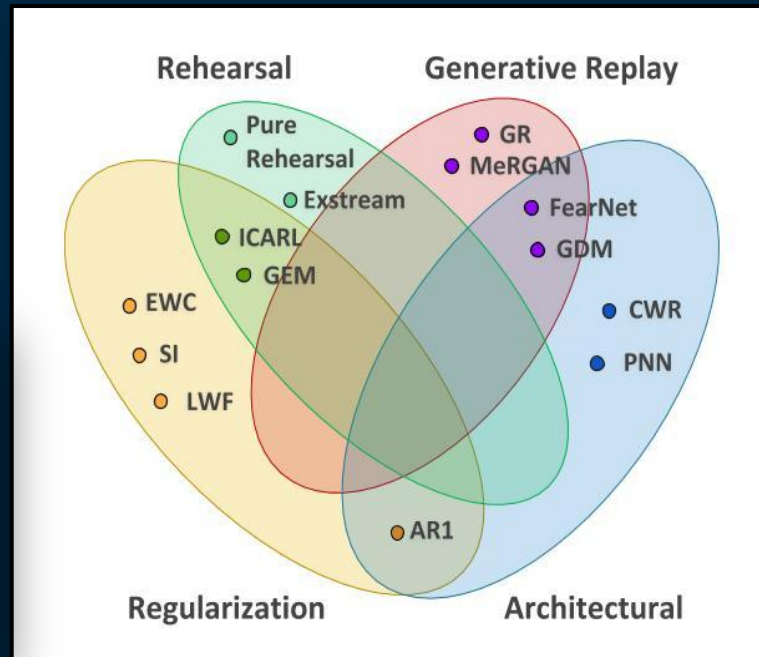 Rehearsal
Generative Replay
Pure
Rehearsal
Exstream
ICARL
GEM
GR
MeRGAN
FearNet
GDM
EWC
SI
LWF
CWR
PNN
AR1
Regularization
Architectural